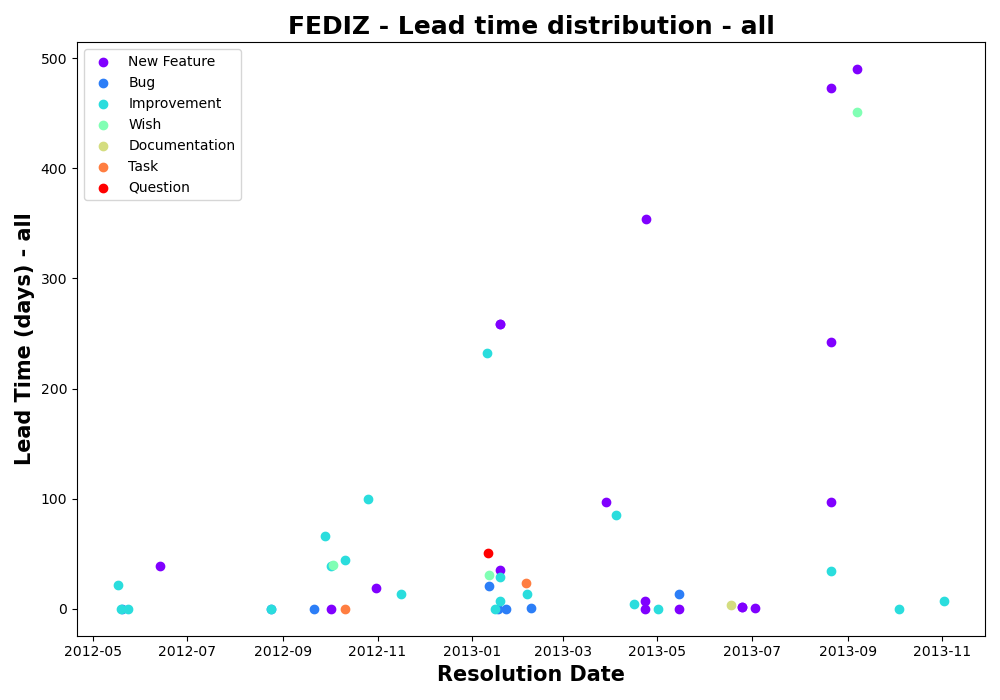 FEDIZ - Lead time distribution - all
New Feature
Bug
Improvement
Wish
Documentation
Task
Question
Lead Time (days) - all
500
400
300
200
100
0
2012-05 2012-07 2012-09 2012-11 2013-01 2013-03 2013-05 2013-07 2013-09 2013-11
Resolution Date